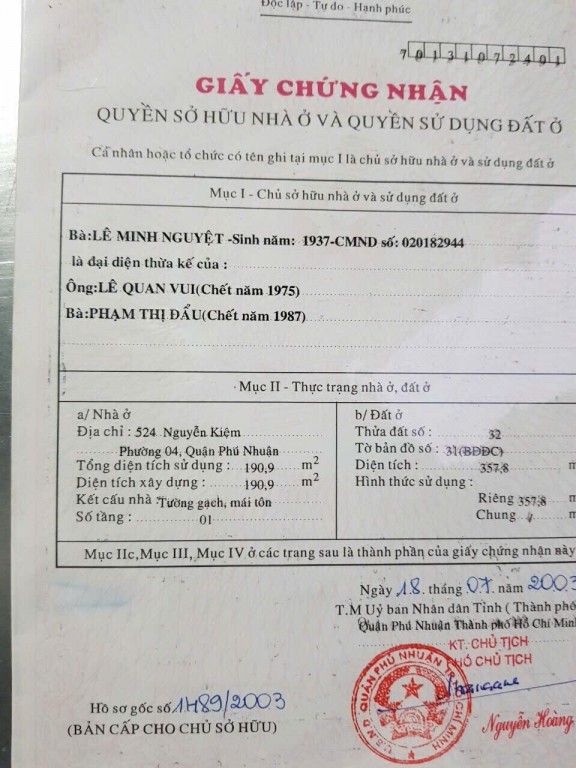 Độc lập - Tự do - Hạnh phúc
7 0 1 3 1 0 7 2 4 0 1
GIẤY CHỨNG NHẬN
QUYỀN SỞ HỮU NHÀ Ở VÀ QUYỀN SỬ DỤNG ĐẤT Ở
Cá nhân hoặc tổ chức có tên ghi tại mục I là chủ sở hữu nhà ở và sử dụng đất ở
Mục I - Chủ sở hữu nhà ở và sử dụng đất ở
Bà:LÊ MINH NGUYỆT -Sinh năm: 1937-CMND số: 020182944
là đại diện thừa kế của :
Ông:LÊ QUAN VUI(Chết năm 1975)
Bà:PHẠM THỊ ĐẨU(Chết năm 1987)
Mục II - Thực trạng nhà ở, đất ở
a/ Nhà ở
Địa chỉ : 524 Nguyễn Kiệm
Phường 04, Quận Phú Nhuận
Tổng diện tích sử dụng : 190,9 m2
Diện tích xây dựng : 190,9 m2
Kết cấu nhà : Tường gạch, mái tôn
Số tầng : 01
b/ Đất ở
Thửa đất số : 32
Tờ bản đồ số : 31(BĐĐC)
Diện tích : 357,8 m
Hình thức sử dụng :
Riêng 357,8 m
Chung / m
Mục IIc, Mục III, Mục IV ở các trang sau là thành phần của giấy chứng nhận này
Ngày 18. tháng 07. năm 2003
T.M Uỷ ban Nhân dân Tỉnh ( Thành phố
Quận Phú Nhuận Thành phố Hồ Chí Minh
KT. CHỦ TỊCH
PHÓ CHỦ TỊCH
U.B.N.D QUẬN PHÚ NHUẬN T.P HỒ CHÍ MINH
Nguyễn Hoàng
Hồ sơ gốc số 1489/2003
(BẢN CẤP CHO CHỦ SỞ HỮU)